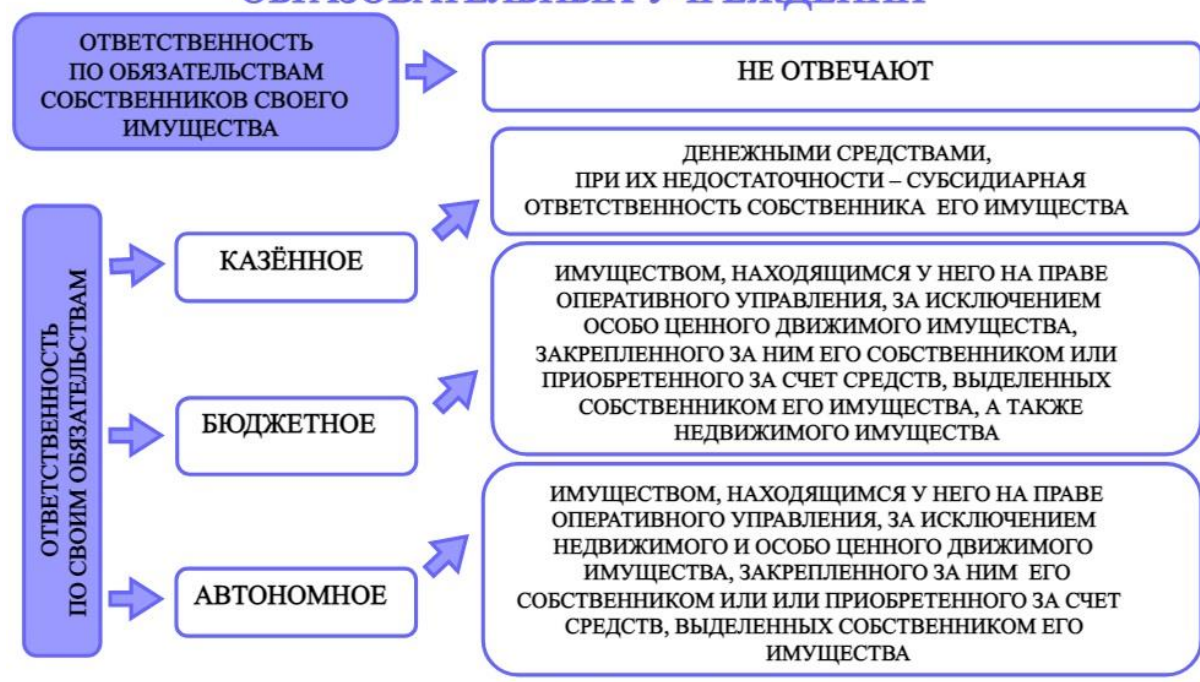 ОТВЕТСТВЕННОСТЬ
ПО ОБЯЗАТЕЛЬСТВАМ
СОБСТВЕННИКОВ СВОЕГО
ИМУЩЕСТВА
НЕ ОТВЕЧАЮТ
ОТВЕТСТВЕННОСТЬ
ПО СВОИМ ОБЯЗАТЕЛЬСТВАМ
КАЗЁННОЕ
ДЕНЕЖНЫМИ СРЕДСТВАМИ,
ПРИ ИХ НЕДОСТАТОЧНОСТИ – СУБСИДИАРНАЯ
ОТВЕТСТВЕННОСТЬ СОБСТВЕННИКА ЕГО ИМУЩЕСТВА
БЮДЖЕТНОЕ
ИМУЩЕСТВОМ, НАХОДЯЩИМСЯ У НЕГО НА ПРАВЕ
ОПЕРАТИВНОГО УПРАВЛЕНИЯ, ЗА ИСКЛЮЧЕНИЕМ
ОСОБО ЦЕННОГО ДВИЖИМОГО ИМУЩЕСТВА,
ЗАКРЕПЛЕННОГО ЗА НИМ ЕГО СОБСТВЕННИКОМ ИЛИ
ПРИОБРЕТЕННОГО ЗА СЧЕТ СРЕДСТВ, ВЫДЕЛЕННЫХ
СОБСТВЕННИКОМ ЕГО ИМУЩЕСТВА, А ТАКЖЕ
НЕДВИЖИМОГО ИМУЩЕСТВА
АВТОНОМНОЕ
ИМУЩЕСТВОМ, НАХОДЯЩИМСЯ У НЕГО НА ПРАВЕ
ОПЕРАТИВНОГО УПРАВЛЕНИЯ, ЗА ИСКЛЮЧЕНИЕМ
НЕДВИЖИМОГО И ОСОБО ЦЕННОГО ДВИЖИМОГО
ИМУЩЕСТВА, ЗАКРЕПЛЕННОГО ЗА НИМ ЕГО
СОБСТВЕННИКОМ ИЛИ ИЛИ ПРИОБРЕТЕННОГО ЗА СЧЕТ
СРЕДСТВ, ВЫДЕЛЕННЫХ СОБСТВЕННИКОМ ЕГО
ИМУЩЕСТВА